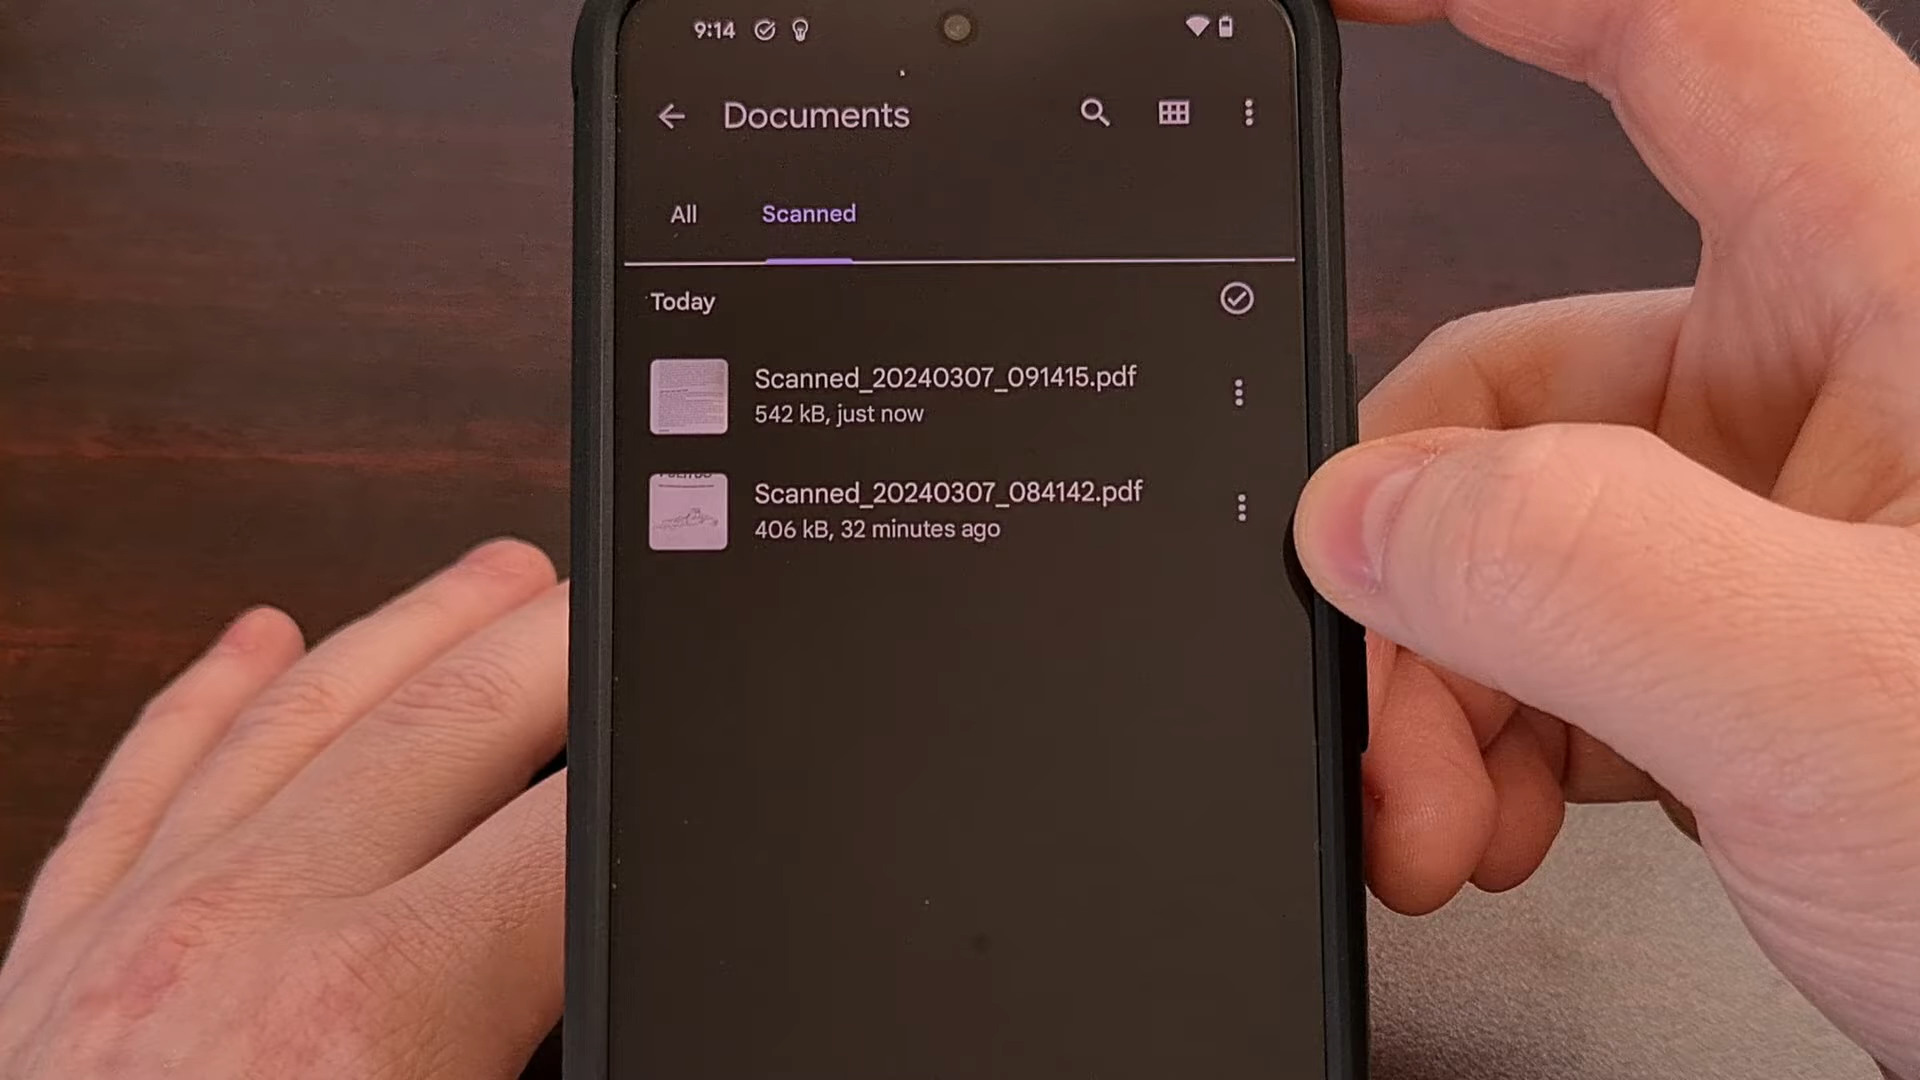 9:14
Documents
All Scanned
Today
Scanned_20240307_091415.pdf
542 kB, just now
Scanned_20240307_084142.pdf
406 kB, 32 minutes ago